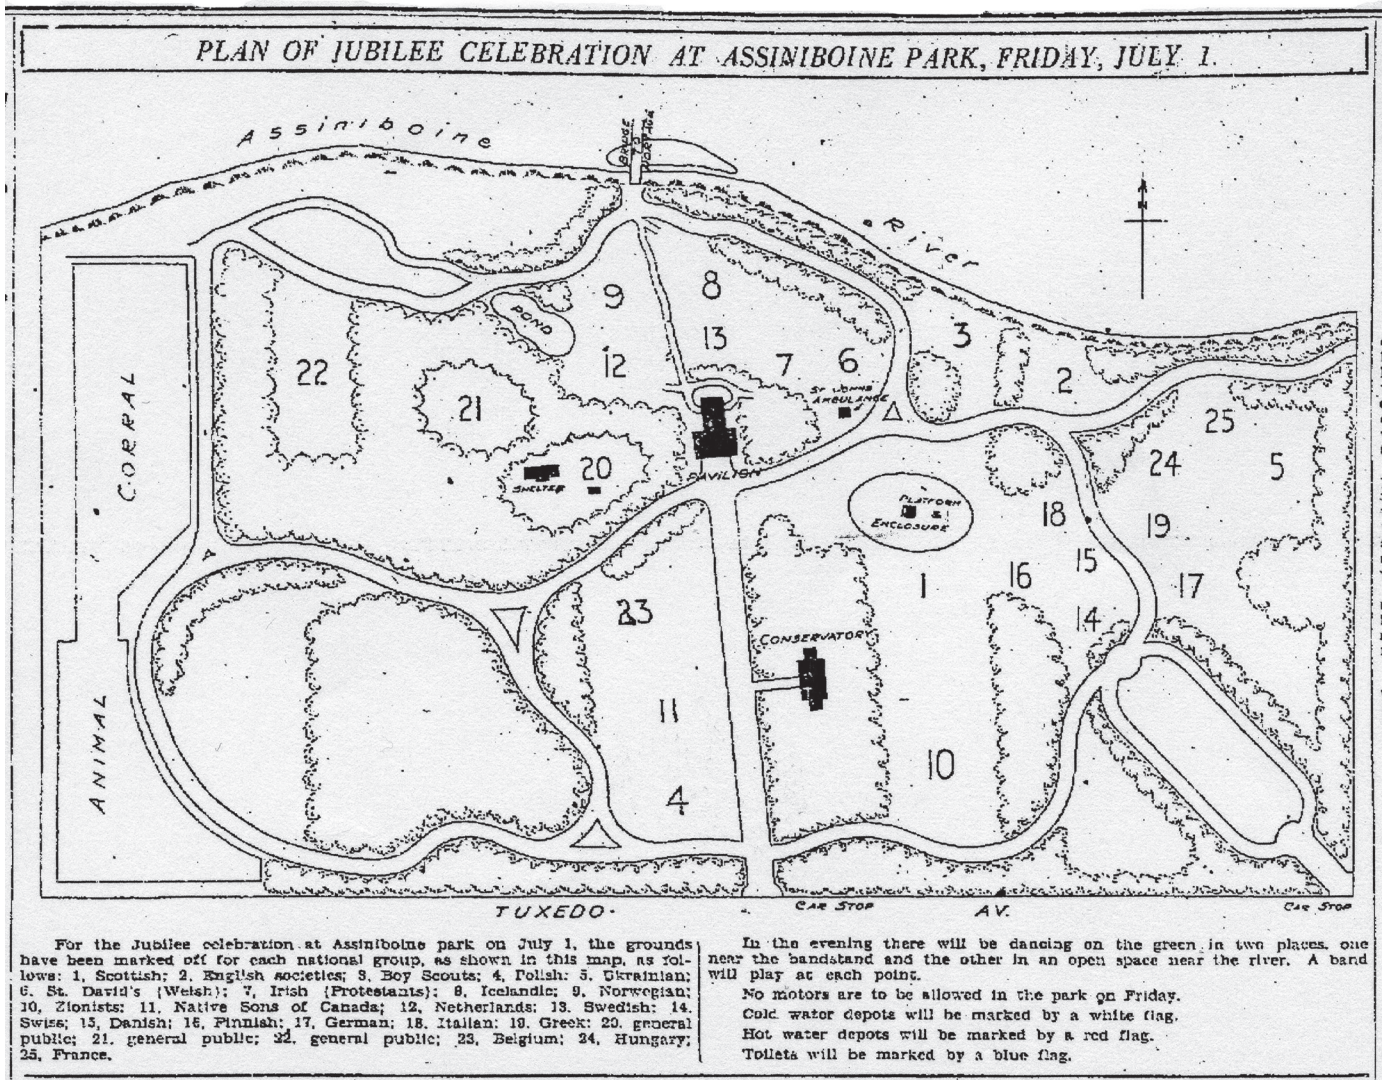 PLAN OF JUBILEE CELEBRATION AT ASSINIBOINE PARK, FRIDAY, JULY 1.
Assiniboine
BRIDGE TO PORTAGE
River
N
8
9
POND
13
3
12
7
6
22
2
ST JOHNS
AMBULANCE
21
25
PAVILION
24
5
20
SHELTER
PLATFORM
&
ENCLOSURE
18
19
15
16
1
17
14
23
CONSERVATORY
11
10
4
CORRAL
ANIMAL
TUXEDO.
CAR STOP
AV.
CAR STOP
For the Jubilee celebration at Assiniboine park on July 1, the grounds
have been marked off for each national group, as shown in this map, as fol-
lows: 1, Scottish; 2, English societies; 3, Boy Scouts; 4, Polish; 5, Ukrainian;
6, St. David's (Welsh); 7, Irish (Protestants); 8, Icelandic; 9, Norwegian;
10, Zionists; 11, Native Sons of Canada; 12, Netherlands; 13, Swedish; 14,
Swiss; 15, Danish; 16, Finnish; 17, German; 18, Italian; 19, Greek; 20, general
public; 21, general public; 22, general public; 23, Belgium; 24, Hungary;
25, France.
In the evening there will be dancing on the green in two places, one
near the bandstand and the other in an open space near the river. A band
will play at each point.
No motors are to be allowed in the park on Friday.
Cold water depots will be marked by a white flag.
Hot water depots will be marked by a red flag.
Toilets will be marked by a blue flag.